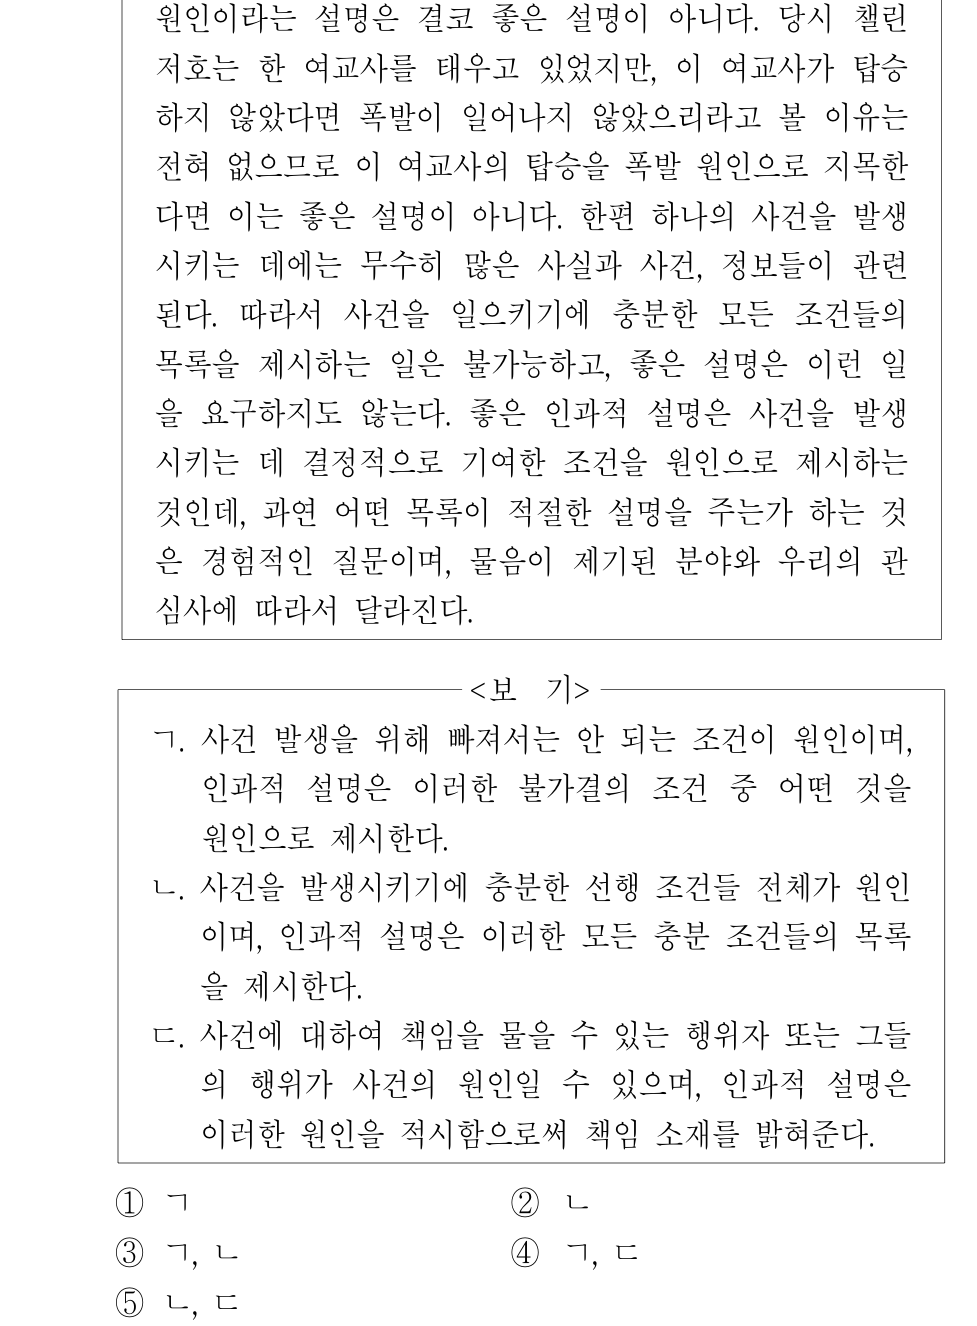 원인이라는 설명은 결코 좋은 설명이 아니다. 당시 챌린
저호는 한 여교사를 태우고 있었지만, 이 여교사가 탑승
하지 않았다면 폭발이 일어나지 않았으리라고 볼 이유는
전혀 없으므로 이 여교사의 탑승을 폭발 원인으로 지목한
다면 이는 좋은 설명이 아니다. 한편 하나의 사건을 발생
시키는 데에는 무수히 많은 사실과 사건, 정보들이 관련
된다. 따라서 사건을 일으키기에 충분한 모든 조건들의
목록을 제시하는 일은 불가능하고, 좋은 설명은 이런 일
을 요구하지도 않는다. 좋은 인과적 설명은 사건을 발생
시키는 데 결정적으로 기여한 조건을 원인으로 제시하는
것인데, 과연 어떤 목록이 적절한 설명을 주는가 하는 것
은 경험적인 질문이며, 물음이 제기된 분야와 우리의 관
심사에 따라서 달라진다.
<보 기>
ㄱ. 사건 발생을 위해 빠져서는 안 되는 조건이 원인이며,
인과적 설명은 이러한 불가결의 조건 중 어떤 것을
원인으로 제시한다.
ㄴ. 사건을 발생시키기에 충분한 선행 조건들 전체가 원인
이며, 인과적 설명은 이러한 모든 충분 조건들의 목록
을 제시한다.
ㄷ. 사건에 대하여 책임을 물을 수 있는 행위자 또는 그들
의 행위가 사건의 원인일 수 있으며, 인과적 설명은
이러한 원인을 적시함으로써 책임 소재를 밝혀준다.
① ㄱ ② ㄴ
③ ㄱ, ㄴ ④ ㄱ, ㄷ
⑤ ㄴ, ㄷ